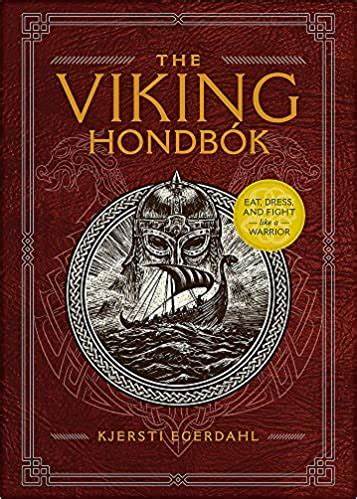 THE
VIKING
HONDBÓK
EAT, DRESS,
AND FIGHT
like a
WARRIOR
KJERSTI EGERDAHL